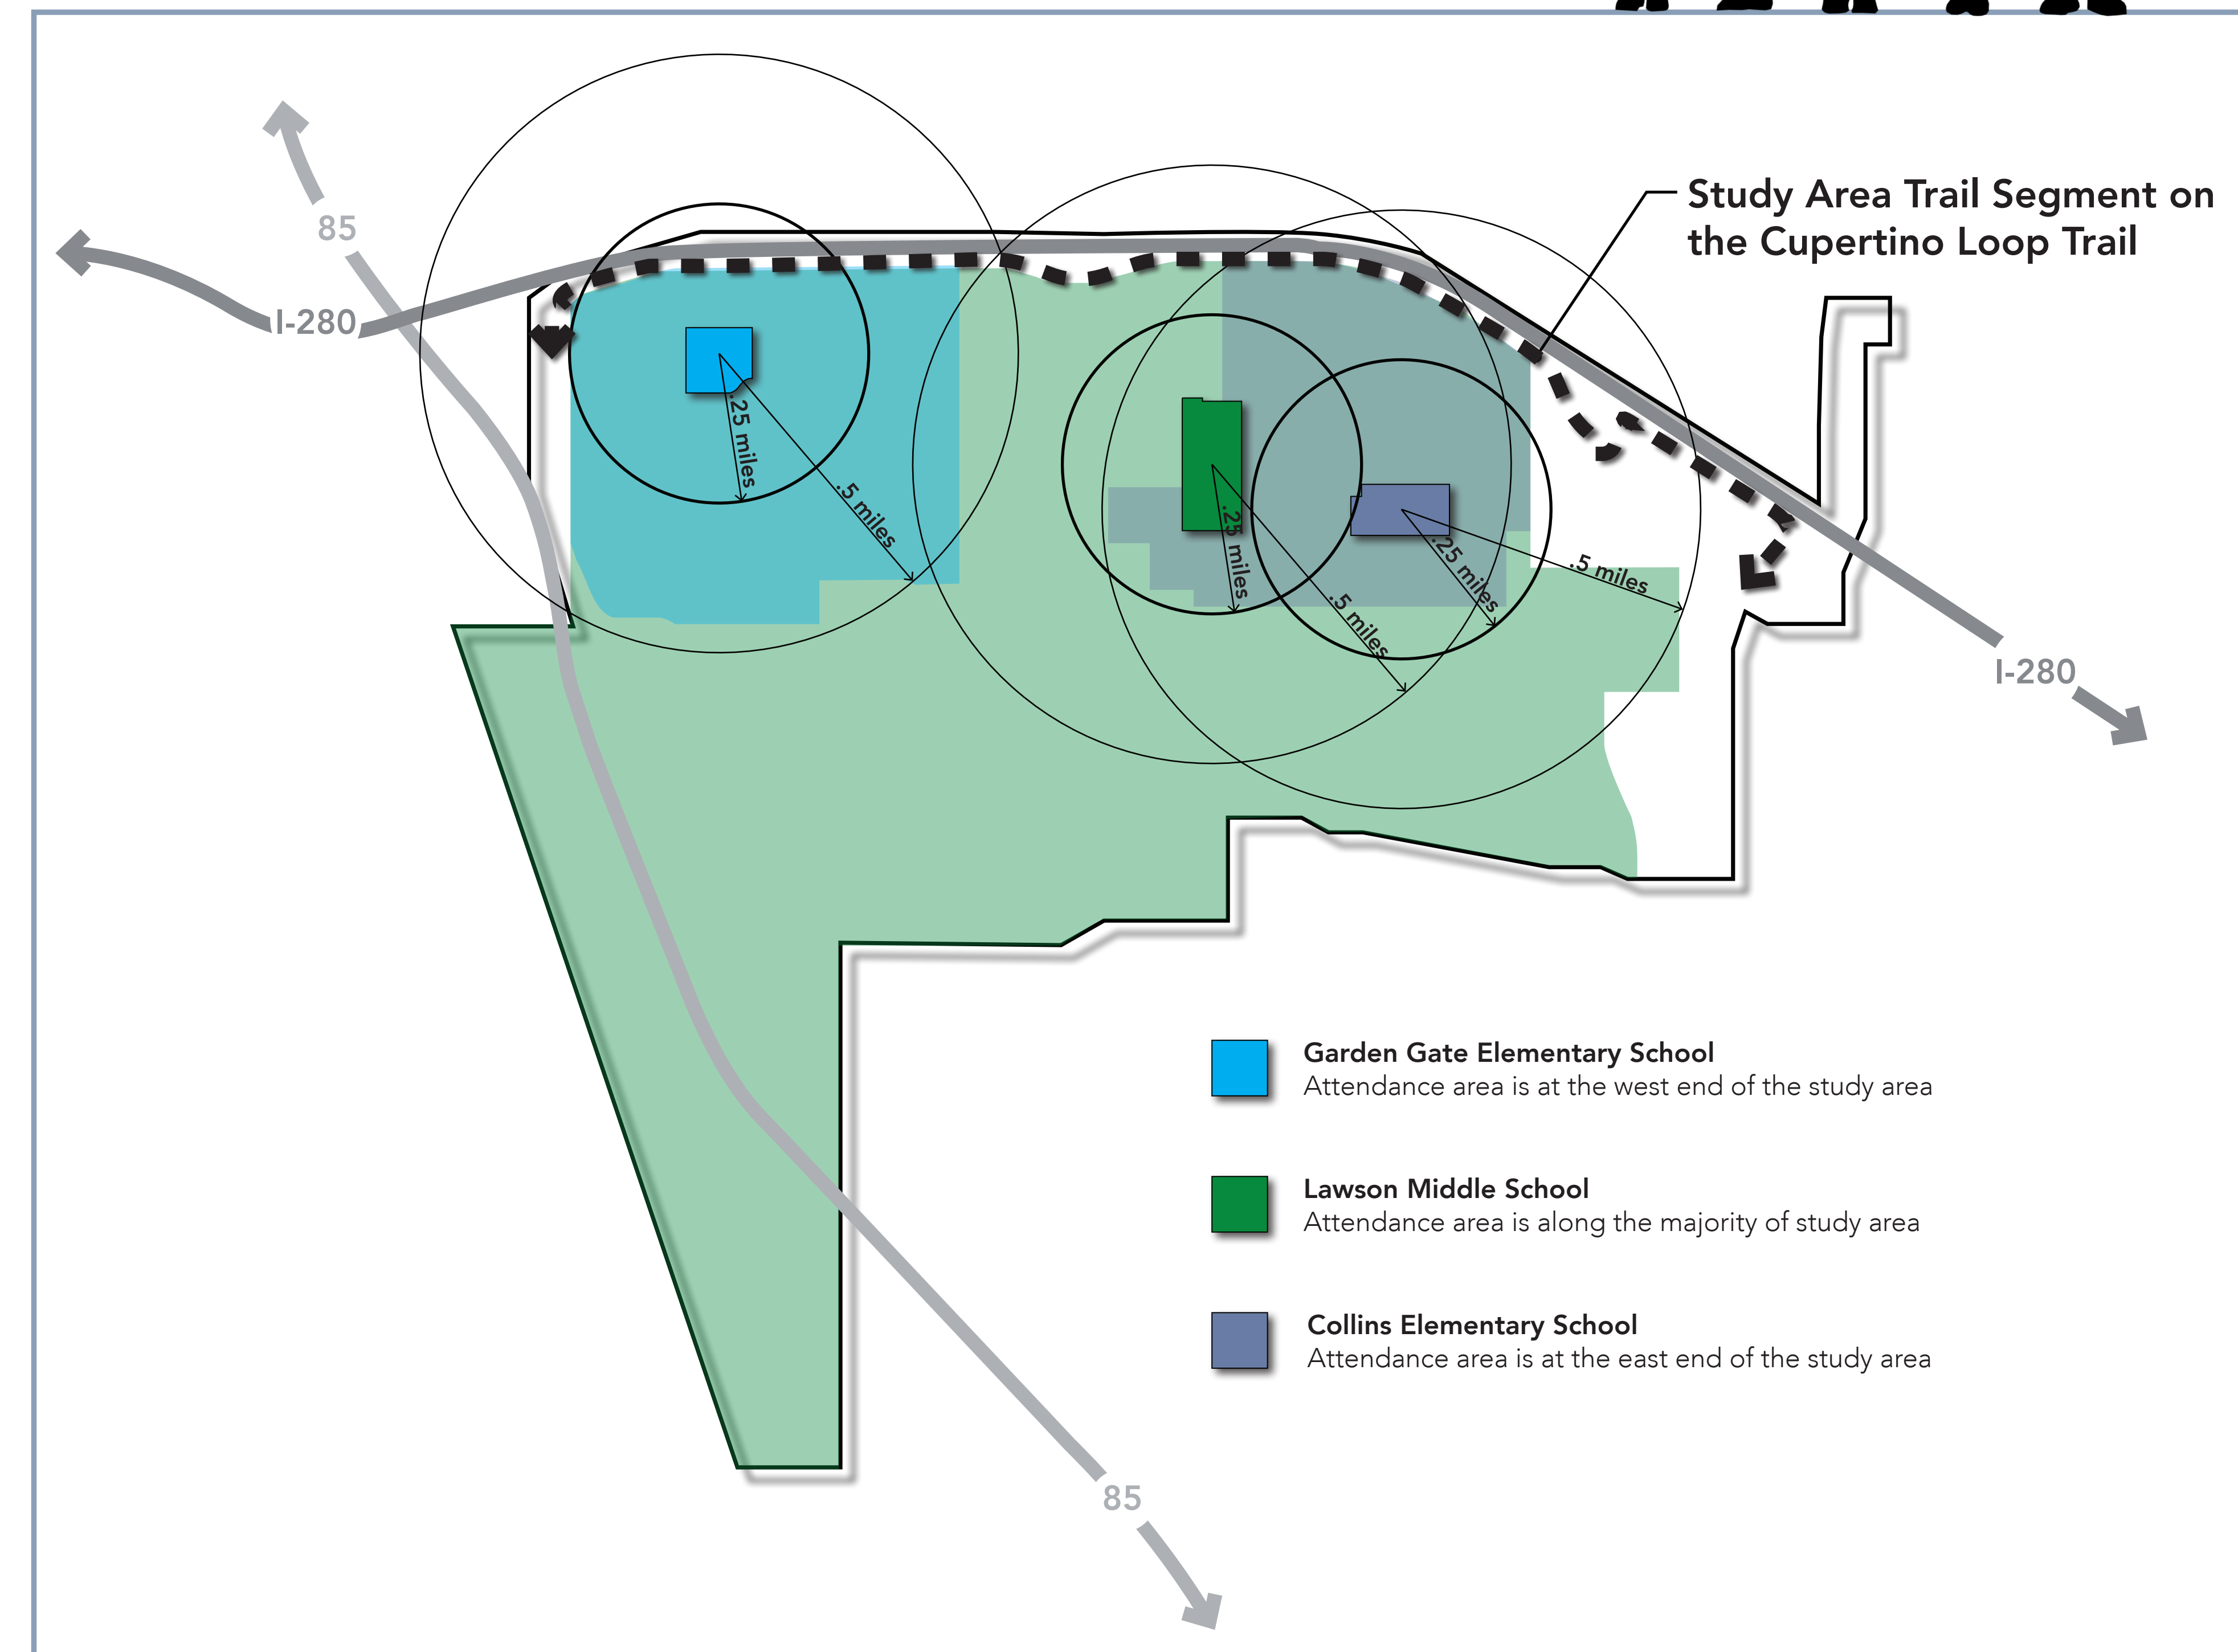 Study Area Trail Segment on
the Cupertino Loop Trail
85
I-280
.25 miles
.5 miles
.25 miles
.5 miles
.25 miles
.5 miles
I-280
Garden Gate Elementary School
Attendance area is at the west end of the study area
Lawson Middle School
Attendance area is along the majority of study area
Collins Elementary School
Attendance area is at the east end of the study area
85